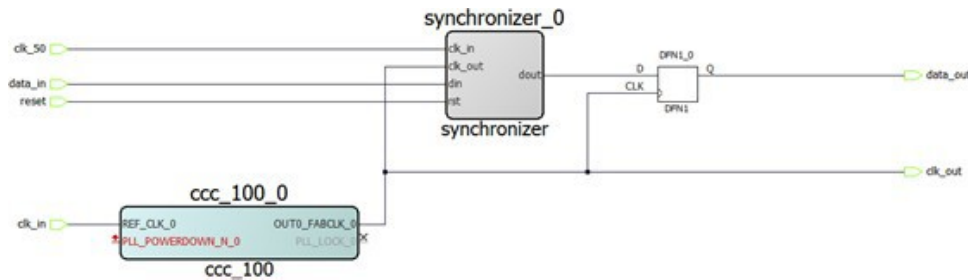 synchronizer_0
clk_50
clk_in
clk_out
data_in
din
dout
reset
rst
synchronizer
DFN1_0
D
Q
CLK
DFN1
data_out
clk_out
ccc_100_0
clk_in
REF_CLK_0
OUT0_FABCLK_0
PLL_POWERDOWN_N_0
PLL_LOCK_0
ccc_100